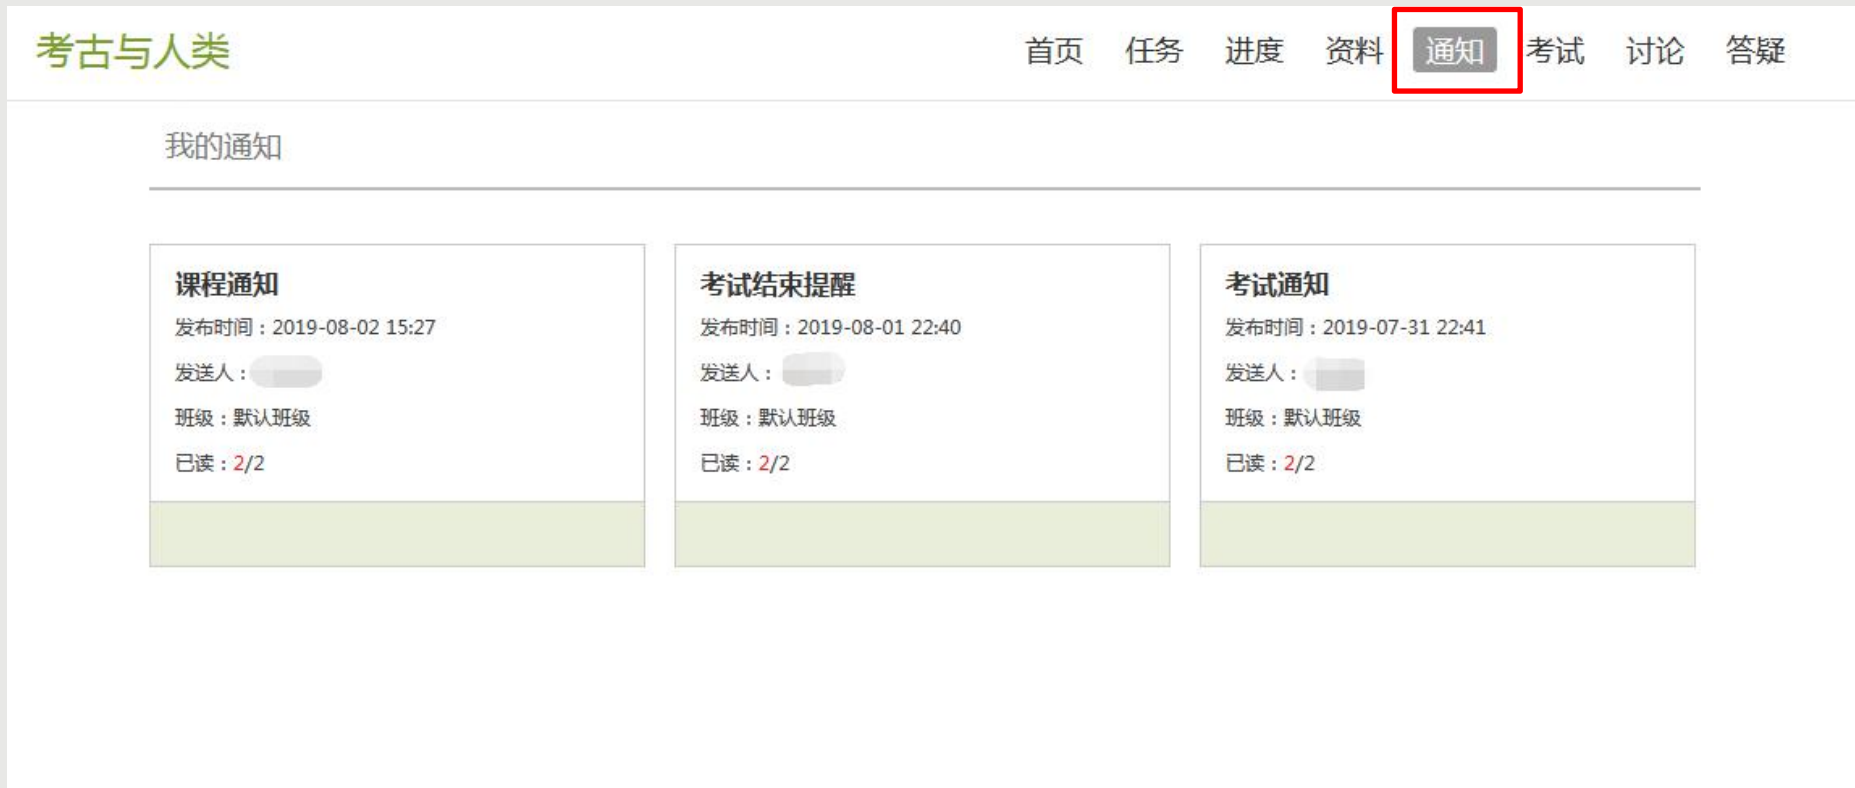 考古与人类
首页 任务 进度 资料 通知 考试 讨论 答疑
我的通知
课程通知
发布时间：2019-08-02 15:27
发送人：
班级：默认班级
已读：2/2
考试结束提醒
发布时间：2019-08-01 22:40
发送人：
班级：默认班级
已读：2/2
考试通知
发布时间：2019-07-31 22:41
发送人：
班级：默认班级
已读：2/2